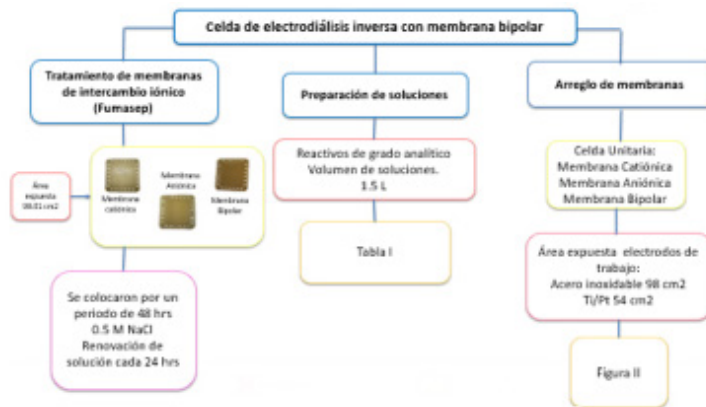 Celda de electrodiálisis inversa con membrana bipolar
Tratamiento de membranas
de intercambio iónico
(Fumasep)
Área
expuesta
98.01 cm2
Membrana
catiónica
Membrana
Aniónica
Membrana
Bipolar
Se colocaron por un
periodo de 48 hrs
0.5 M NaCl
Renovación de
solución cada 24 hrs
Preparación de soluciones
Reactivos de grado analítico
Volumen de soluciones.
1.5 L
Tabla I
Arreglo de membranas
Celda Unitaria:
Membrana Catiónica
Membrana Aniónica
Membrana Bipolar
Área expuesta electrodos de
trabajo:
Acero inoxidable 98 cm2
Ti/Pt 54 cm2
Figura II